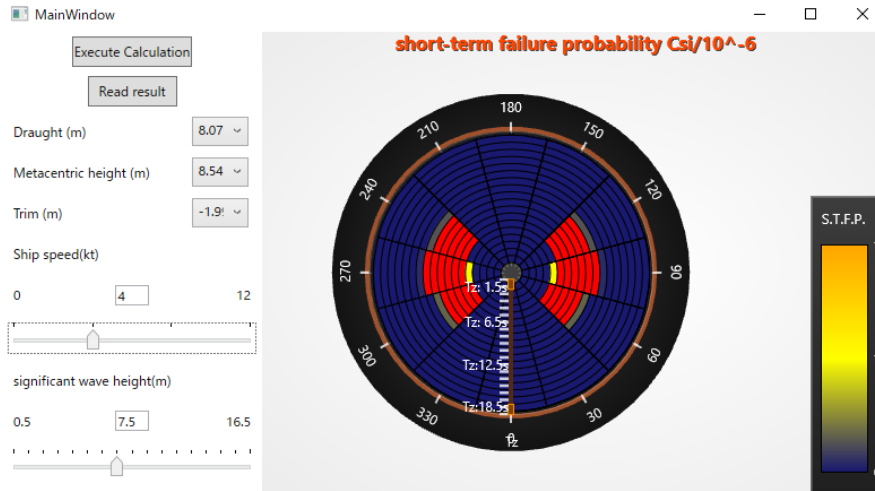 MainWindow
Execute Calculation
Read result
Draught (m)
8.07
Metacentric height (m)
8.54
Trim (m)
-1.9
Ship speed(kt)
0
4
12
significant wave height(m)
0.5
7.5
16.5
short-term failure probability Csi/10^-6
180
210
150
240
120
270
90
300
60
330
30
0
Tz: 1.5s
Tz: 6.5s
Tz:12.5s
Tz:18.5s
Tz
S.T.F.P.